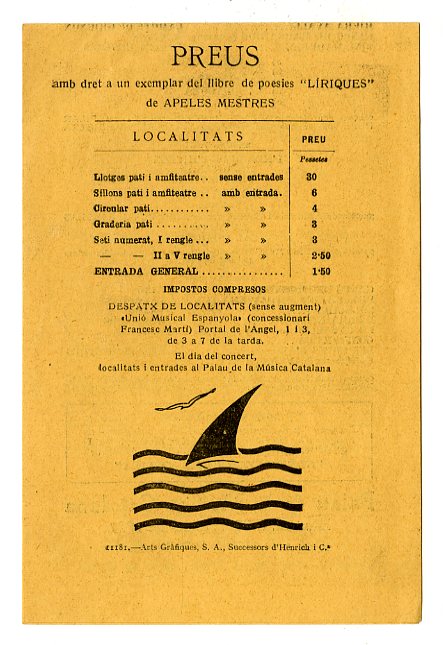 PREUS
amb dret a un exemplar del llibre de poesies "LÍRIQUES"
de APELES MESTRES
LOCALITATS PREU
Pessetes
Llotges pati i amfiteatre.. sense entrades 30
Sillons pati i amfiteatre .. amb entrada. 6
Circular pati........... » » 4
Graderia pati .......... » » 3
Seti numerat, I rengle ... » » 3
— — II a V rengle » » 2·50
ENTRADA GENERAL ................ 1·50
IMPOSTOS COMPRESOS
DESPATX DE LOCALITATS (sense augment)
«Unió Musical Espanyola» (concessionari
Francesc Martí) Portal de l'Angel, 1 i 3,
de 3 a 7 de la tarda.
El dia del concert,
localitats i entrades al Palau de la Música Catalana
21181.—Arts Gràfiques, S. A., Successors d'Henrich i C.ª